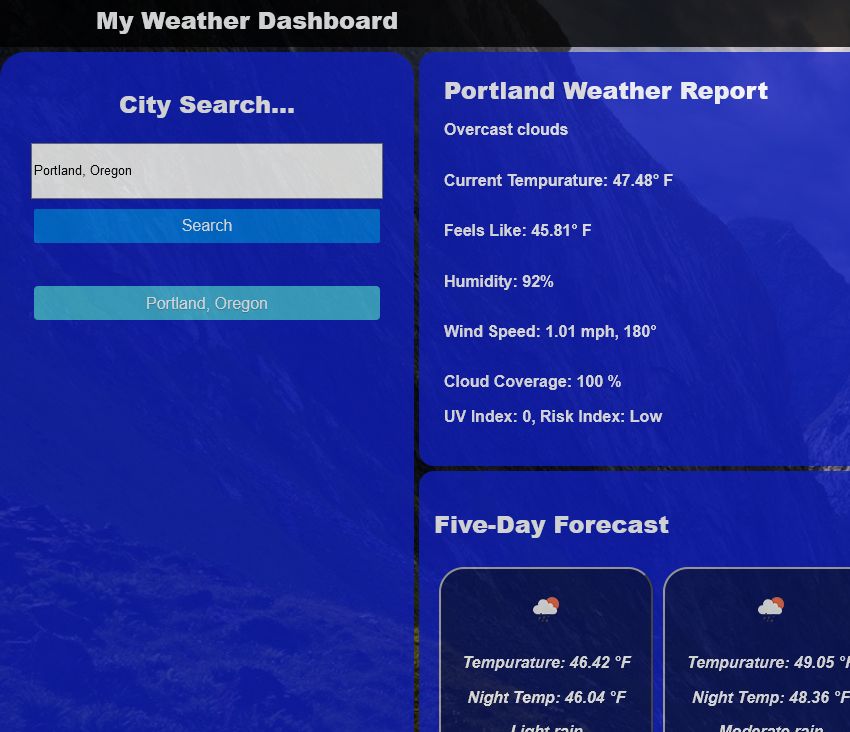 My Weather Dashboard
City Search...
Portland, Oregon
Search
Portland, Oregon
Portland Weather Report
Overcast clouds
Current Tempurature: 47.48° F
Feels Like: 45.81° F
Humidity: 92%
Wind Speed: 1.01 mph, 180°
Cloud Coverage: 100 %
UV Index: 0, Risk Index: Low
Five-Day Forecast
Tempurature: 46.42 °F
Night Temp: 46.04 °F
Light rain
Tempurature: 49.05 °F
Night Temp: 48.36 °F
Moderate rain